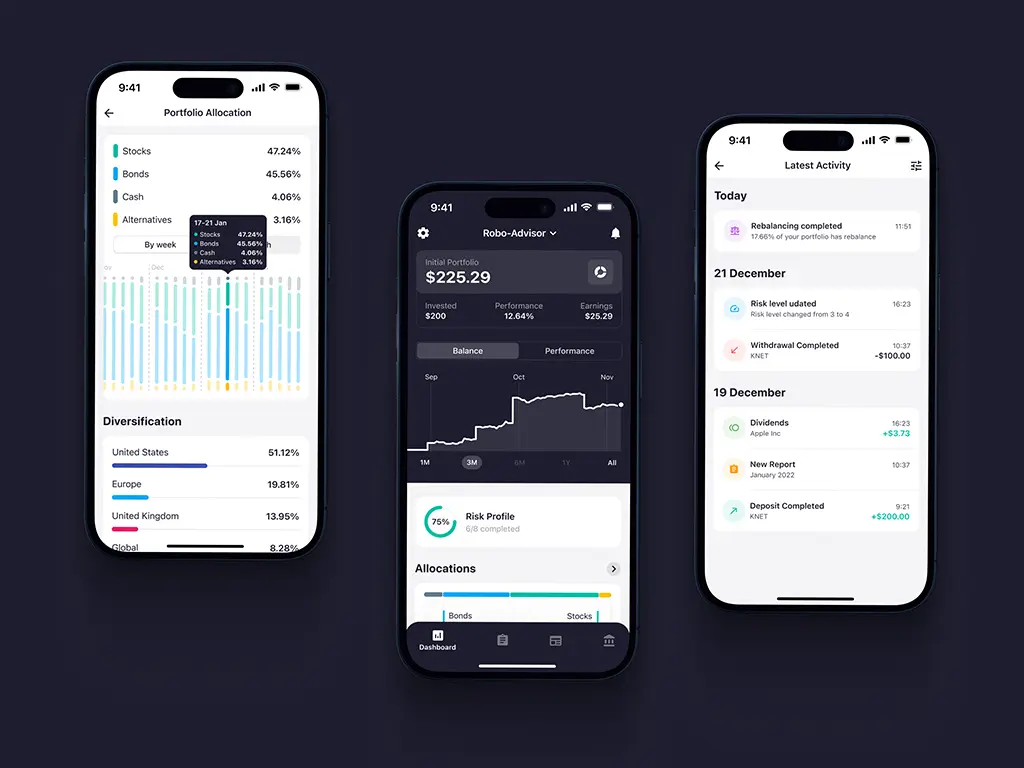 9:41
Portfolio Allocation
Stocks 47.24%
Bonds 45.56%
Cash 4.06%
Alternatives 3.16%
By week
17-21 Jan
Stocks 47.24%
Bonds 45.56%
Cash 4.06%
Alternatives 3.16%
Dec
Diversification
United States 51.12%
Europe 19.81%
United Kingdom 13.95%
Global 8.28%
9:41
Robo-Advisor
Initial Portfolio
$225.29
Invested Performance Earnings
$200 12.64% $25.29
Balance Performance
Sep Oct Nov
1M 3M 6M 1Y All
75%
Risk Profile
6/8 completed
Allocations
Bonds Stocks
Dashboard
9:41
Latest Activity
Today
Rebalancing completed 11:51
17.66% of your portfolio has rebalance
21 December
Risk level udated 16:23
Risk level changed from 3 to 4
Withdrawal Completed 10:37
KNET -$100.00
19 December
Dividends 16:23
Apple Inc +$3.73
New Report 10:37
January 2022
Deposit Completed 9:21
KNET +$200.00